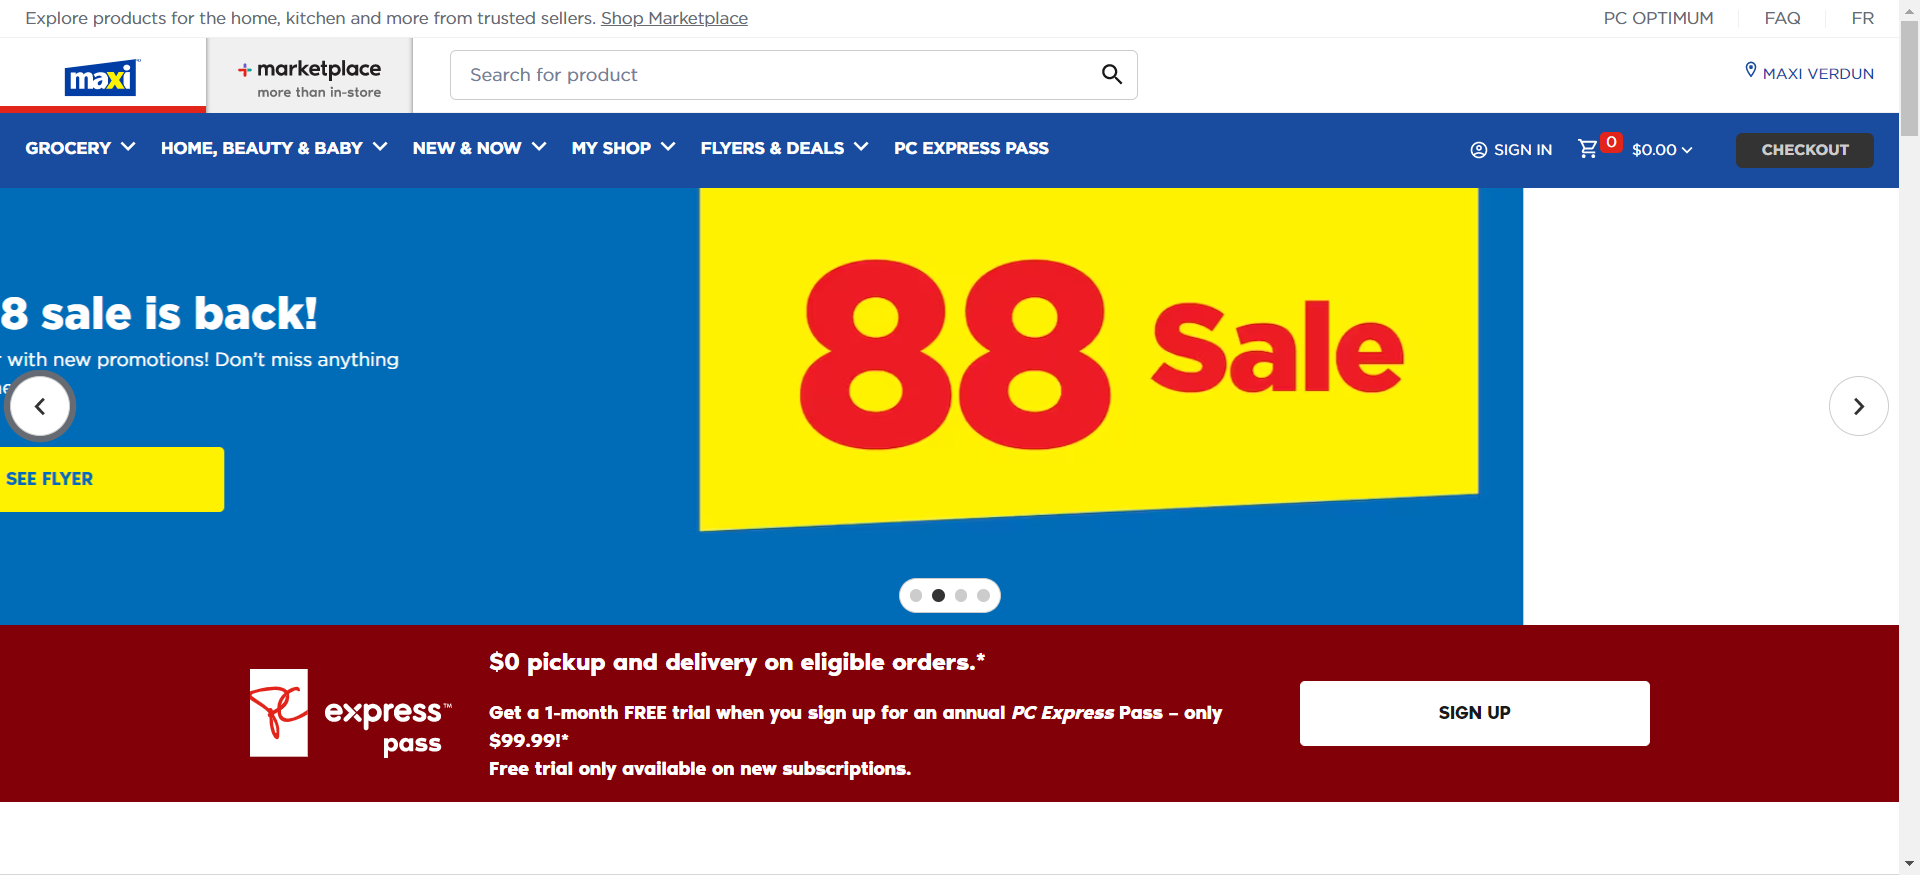 Explore products for the home, kitchen and more from trusted sellers. Shop Marketplace
PC OPTIMUM
FAQ
FR
maxi
marketplace
more than in-store
Search for product
MAXI VERDUN
GROCERY
HOME, BEAUTY & BABY
NEW & NOW
MY SHOP
FLYERS & DEALS
PC EXPRESS PASS
SIGN IN
0
$0.00
CHECKOUT
8 sale is back!
with new promotions! Don't miss anything
SEE FLYER
88 Sale
$0 pickup and delivery on eligible orders.*
PC express™
pass
Get a 1-month FREE trial when you sign up for an annual PC Express Pass – only
$99.99!*
Free trial only available on new subscriptions.
SIGN UP